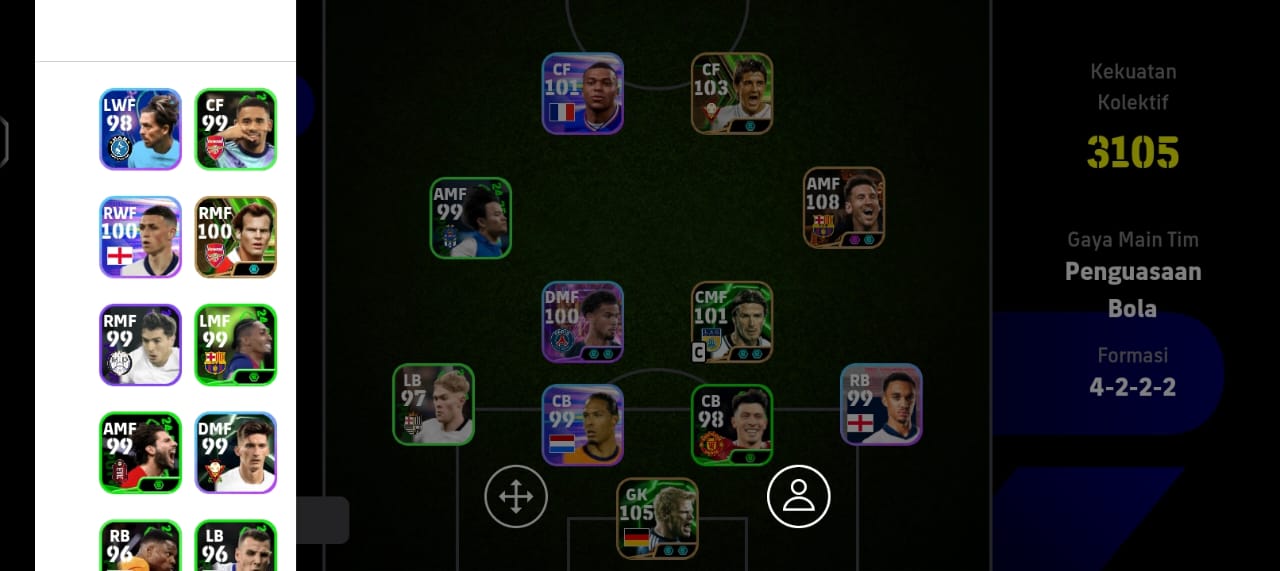 LWF
98
CF
99
RWF
100
RMF
100
RMF
99
LMF
99
AMF
99
DMF
99
RB
96
LB
96
CF
101
CF
103
AMF
99
AMF
108
DMF
100
CMF
101
C
LB
97
CB
99
CB
98
RB
99
GK
105
Kekuatan
Kolektif
3105
Gaya Main Tim
Penguasaan
Bola
Formasi
4-2-2-2